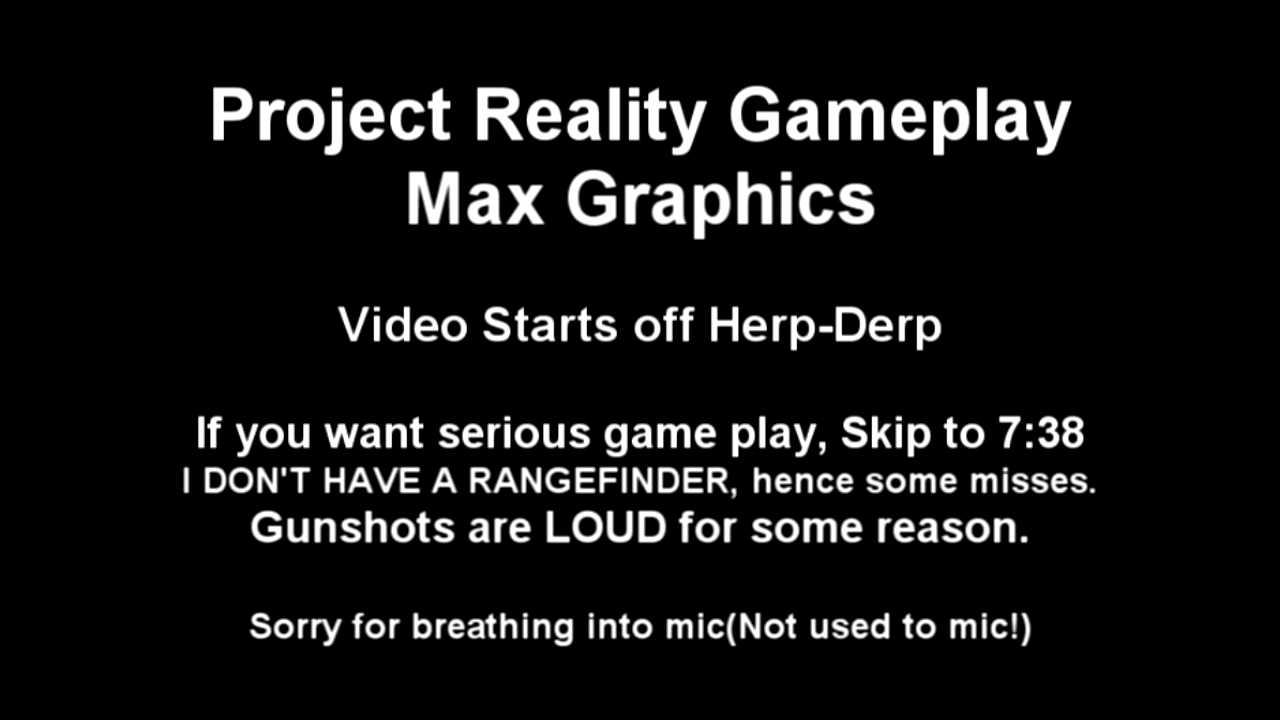 Project Reality Gameplay
Max Graphics
Video Starts off Herp-Derp
If you want serious game play, Skip to 7:38
I DON'T HAVE A RANGEFINDER, hence some misses.
Gunshots are LOUD for some reason.
Sorry for breathing into mic(Not used to mic!)